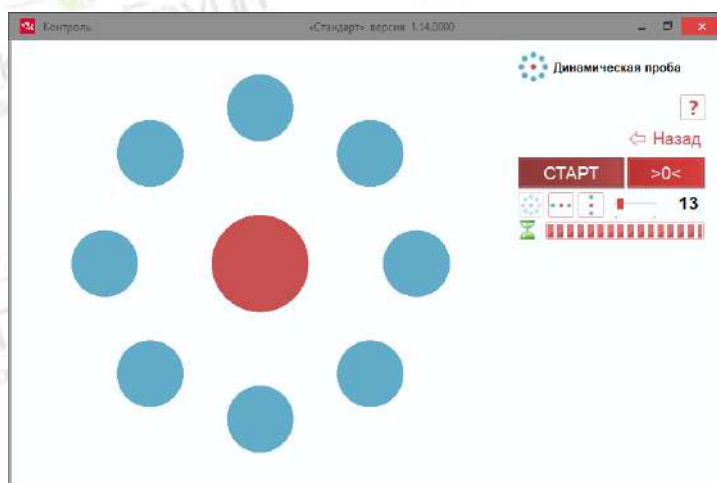 Контроль
«Стандарт» версия 1.14.0000
Динамическая проба
?
Назад
СТАРТ
>0<
13